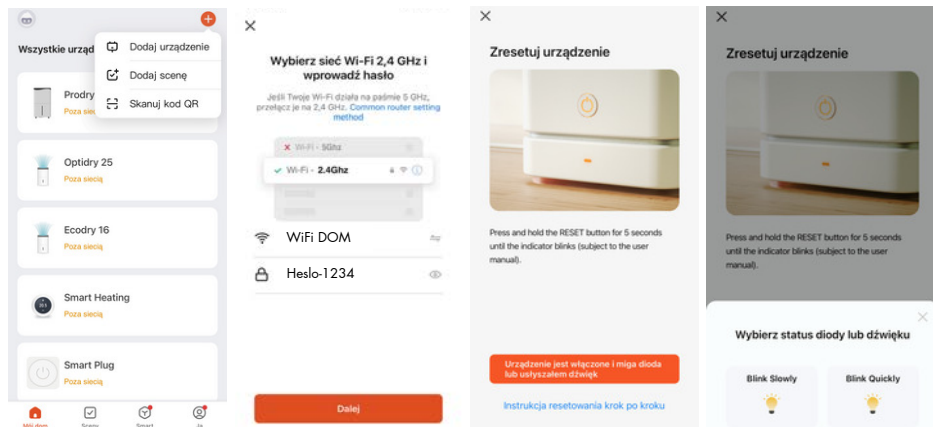 Wszystkie urząd
Dodaj urządzenie
Dodaj scenę
Skanuj kod QR
Prodry
Poza sie
Optidry 25
Poza siecią
Ecodry 16
Poza siecią
Smart Heating
Poza siecią
Smart Plug
Poza siecią
Mój dom
Sceny
Smart
Ja
Wybierz sieć Wi-Fi 2,4 GHz i
wprowadź hasło
Jeśli Twoje Wi-Fi działa na paśmie 5 GHz,
przełącz je na 2,4 GHz. Common router setting
method
Wi-Fi - 5Ghz
Wi-Fi - 2.4Ghz
WiFi DOM
Heslo-1234
Dalej
Zresetuj urządzenie
Press and hold the RESET button for 5 seconds
until the indicator blinks (subject to the user
manual).
Urządzenie jest włączone i miga dioda
lub usłyszałem dźwięk
Instrukcja resetowania krok po kroku
Zresetuj urządzenie
Press and hold the RESET button for 5 seconds
until the indicator blinks (subject to the user
manual).
Wybierz status diody lub dźwięku
Blink Slowly
Blink Quickly